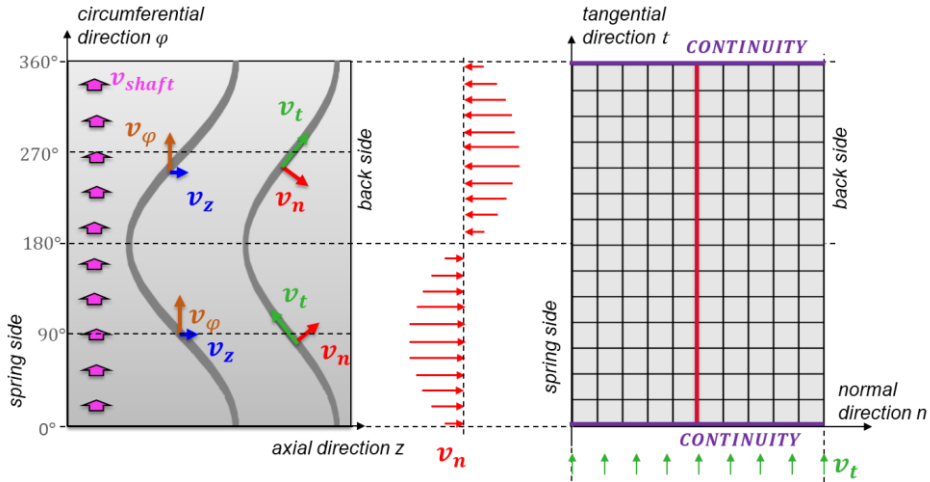 circumferential
direction φ
360°
v_shaft
v_φ
v_t
270°
v_z
v_n
back side
180°
v_t
v_φ
90°
v_z
v_n
spring side
0°
axial direction z
v_n
tangential
direction t
CONTINUITY
back side
spring side
normal
direction n
CONTINUITY
v_t